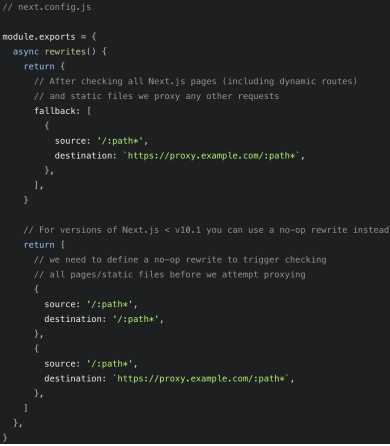 // next.config.js

module.exports = {
  async rewrites() {
    return {
      // After checking all Next.js pages (including dynamic routes)
      // and static files we proxy any other requests
      fallback: [
        {
          source: '/:path*',
          destination: `https://proxy.example.com/:path*`,
        },
      ],
    }

    // For versions of Next.js < v10.1 you can use a no-op rewrite instead
    return [
      // we need to define a no-op rewrite to trigger checking
      // all pages/static files before we attempt proxying
      {
        source: '/:path*',
        destination: '/:path*',
      },
      {
        source: '/:path*',
        destination: `https://proxy.example.com/:path*`,
      },
    ]
  },
}